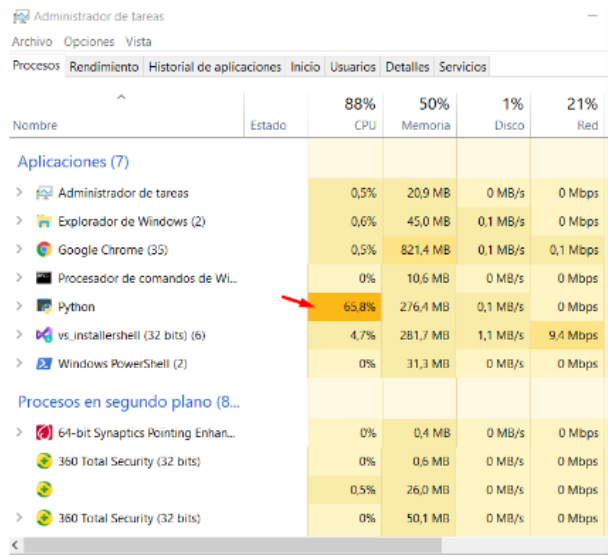 Administrador de tareas
Archivo Opciones Vista
Procesos Rendimiento Historial de aplicaciones Inicio Usuarios Detalles Servicios
88% 50% 1% 21%
Nombre Estado CPU Memoria Disco Red
Aplicaciones (7)
Administrador de tareas 0,5% 20,9 MB 0 MB/s 0 Mbps
Explorador de Windows (2) 0,6% 45,0 MB 0,1 MB/s 0 Mbps
Google Chrome (35) 0,5% 821,4 MB 0,1 MB/s 0,1 Mbps
Procesador de comandos de Wi... 0% 10,6 MB 0 MB/s 0 Mbps
Python 65,8% 276,4 MB 0,1 MB/s 0 Mbps
vs_installershell (32 bits) (6) 4,7% 281,7 MB 1,1 MB/s 9,4 Mbps
Windows PowerShell (2) 0% 31,3 MB 0 MB/s 0 Mbps
Procesos en segundo plano (8...
64-bit Synaptics Pointing Enhan... 0% 0,4 MB 0 MB/s 0 Mbps
360 Total Security (32 bits) 0% 0,6 MB 0 MB/s 0 Mbps
0,5% 26,0 MB 0 MB/s 0 Mbps
360 Total Security (32 bits) 0% 50,1 MB 0 MB/s 0 Mbps